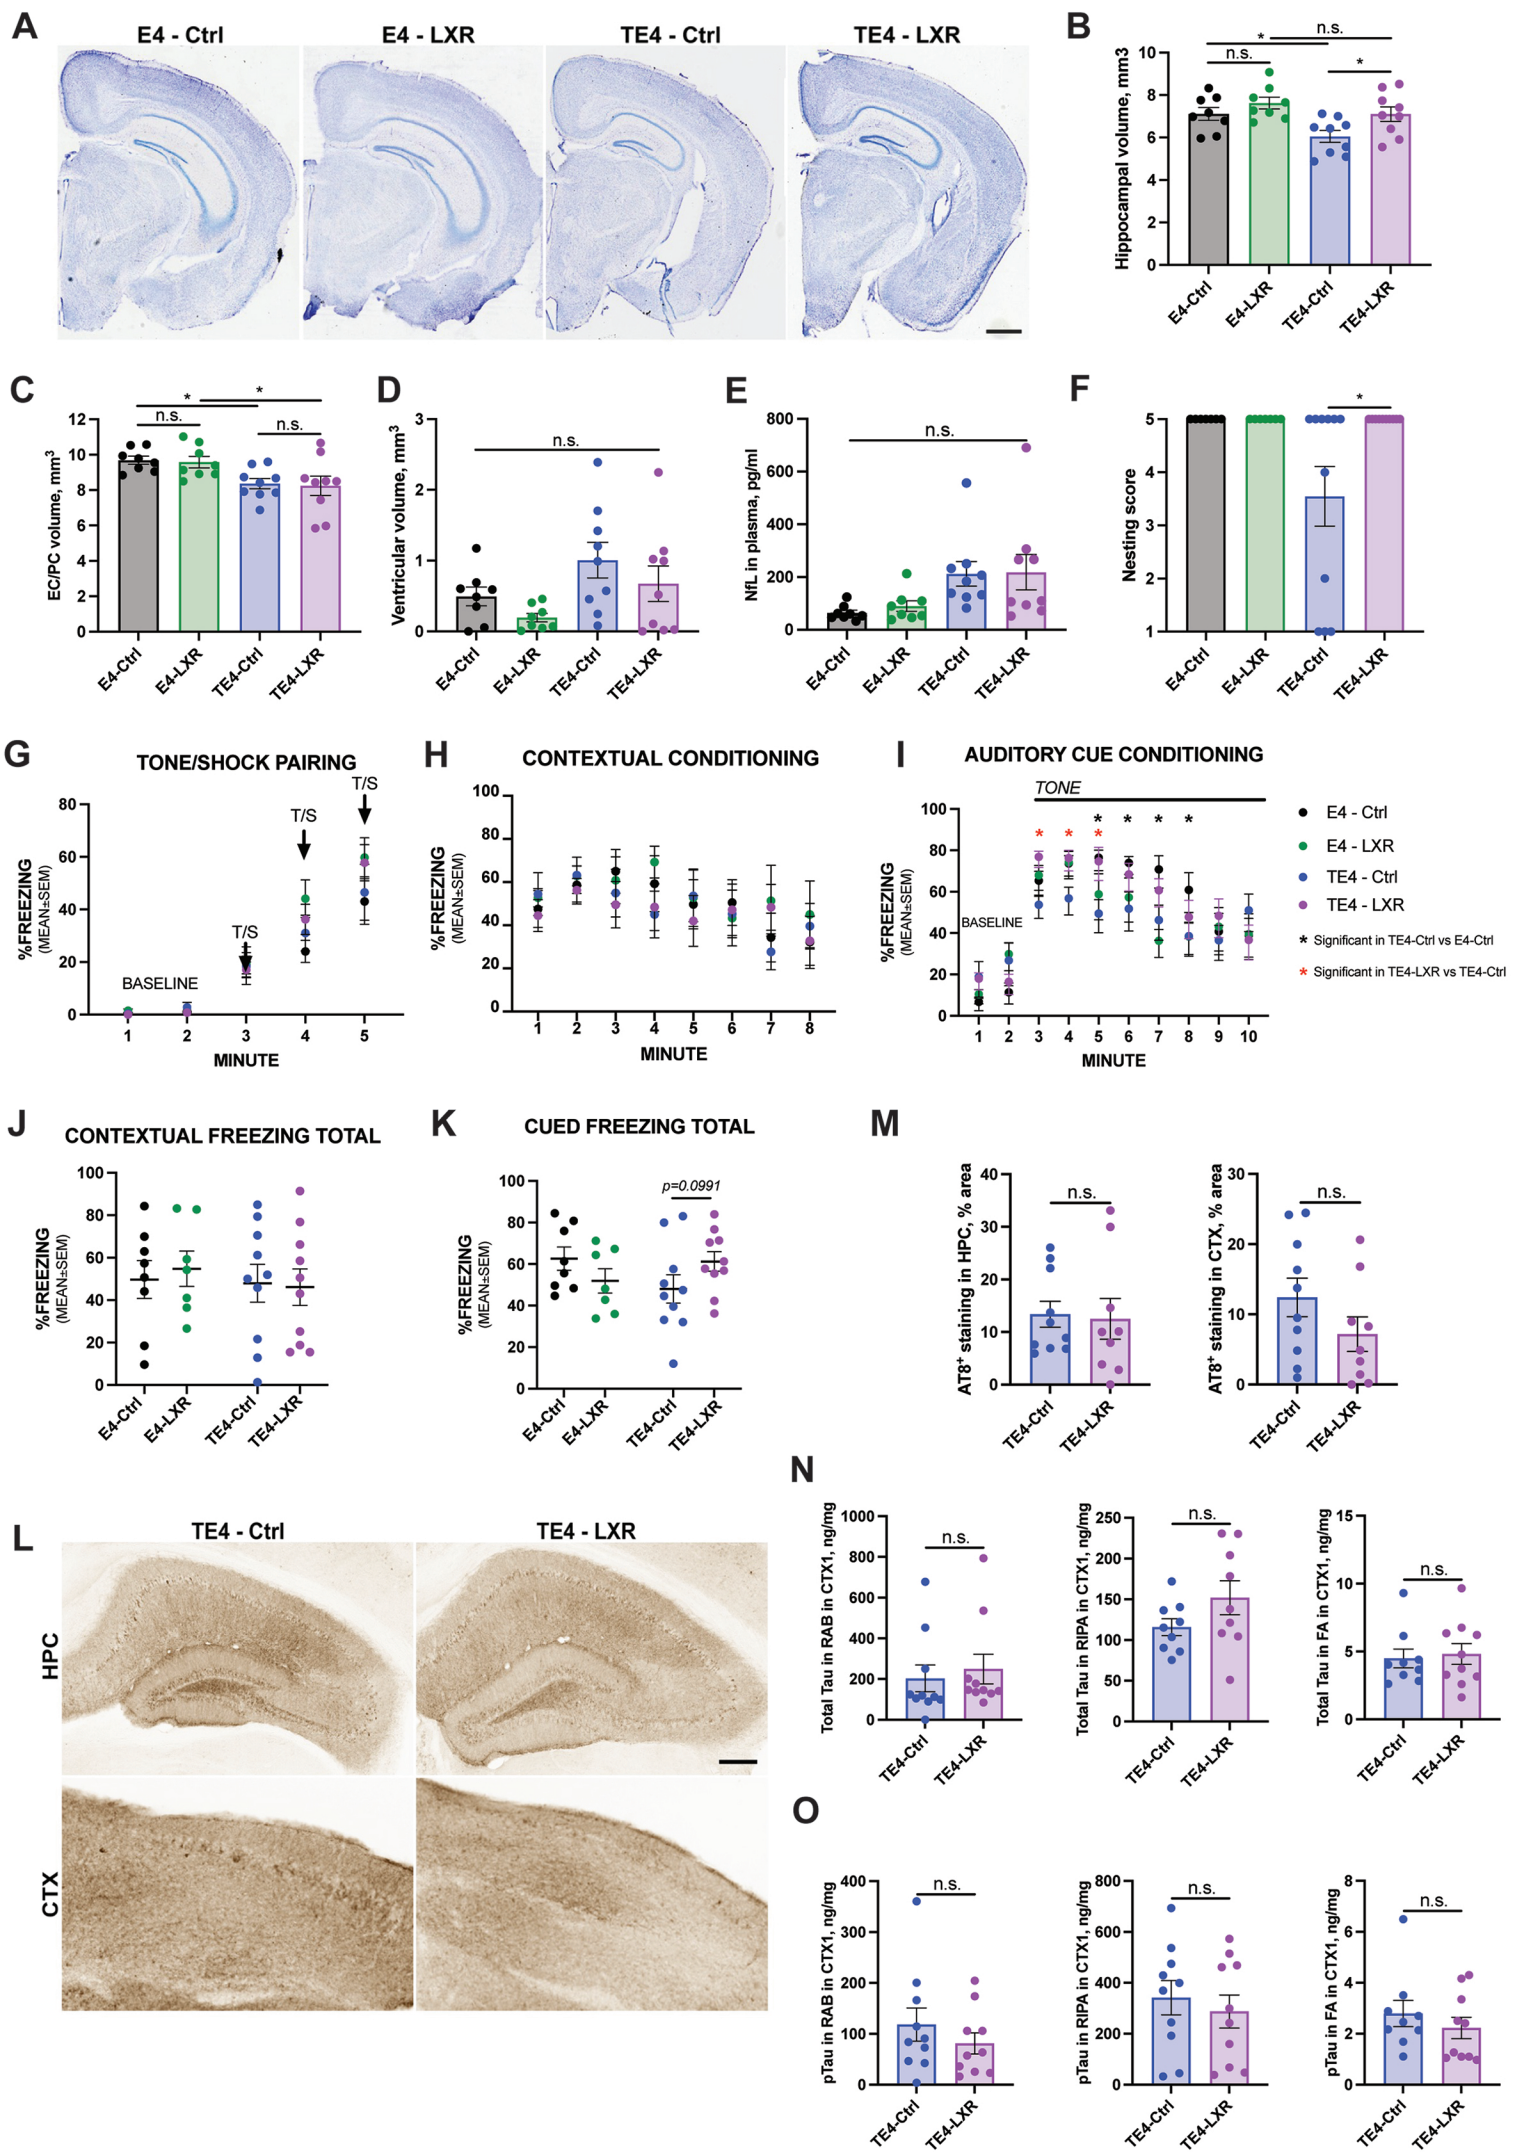 A
E4 - Ctrl
E4 - LXR
TE4 - Ctrl
TE4 - LXR
B
Hippocampal volume, mm3
10
8
6
4
2
0
*
n.s.
n.s.
*
E4-Ctrl
E4-LXR
TE4-Ctrl
TE4-LXR
C
EC/PC volume, mm3
12
10
8
6
4
2
0
*
*
n.s.
n.s.
E4-Ctrl
E4-LXR
TE4-Ctrl
TE4-LXR
D
Ventricular volume, mm3
3
2
1
0
n.s.
E4-Ctrl
E4-LXR
TE4-Ctrl
TE4-LXR
E
NfL in plasma, pg/ml
800
600
400
200
0
n.s.
E4-Ctrl
E4-LXR
TE4-Ctrl
TE4-LXR
F
Nesting score
5
4
3
2
1
*
E4-Ctrl
E4-LXR
TE4-Ctrl
TE4-LXR
G
TONE/SHOCK PAIRING
%FREEZING
(MEAN±SEM)
80
60
40
20
0
T/S
T/S
T/S
BASELINE
1 2 3 4 5
MINUTE
H
CONTEXTUAL CONDITIONING
%FREEZING
(MEAN±SEM)
100
80
60
40
20
0
1 2 3 4 5 6 7 8
MINUTE
I
AUDITORY CUE CONDITIONING
TONE
%FREEZING
(MEAN±SEM)
100
80
60
40
20
0
* * * *
* * *
BASELINE
1 2 3 4 5 6 7 8 9 10
MINUTE
E4 - Ctrl
E4 - LXR
TE4 - Ctrl
TE4 - LXR
* Significant in TE4-Ctrl vs E4-Ctrl
* Significant in TE4-LXR vs TE4-Ctrl
J
CONTEXTUAL FREEZING TOTAL
%FREEZING
(MEAN±SEM)
100
80
60
40
20
0
E4-Ctrl
E4-LXR
TE4-Ctrl
TE4-LXR
K
CUED FREEZING TOTAL
%FREEZING
(MEAN±SEM)
100
80
60
40
20
0
p=0.0991
E4-Ctrl
E4-LXR
TE4-Ctrl
TE4-LXR
M
AT8+ staining in HPC, % area
40
30
20
10
0
n.s.
TE4-Ctrl
TE4-LXR
AT8+ staining in CTX, % area
30
20
10
0
n.s.
TE4-Ctrl
TE4-LXR
L
TE4 - Ctrl
TE4 - LXR
HPC
CTX
N
Total Tau in RAB in CTX1, ng/mg
1000
800
600
400
200
0
n.s.
TE4-Ctrl
TE4-LXR
Total Tau in RIPA in CTX1, ng/mg
250
200
150
100
50
0
n.s.
TE4-Ctrl
TE4-LXR
Total Tau in FA in CTX1, ng/mg
15
10
5
0
n.s.
TE4-Ctrl
TE4-LXR
O
pTau in RAB in CTX1, ng/mg
400
300
200
100
0
n.s.
TE4-Ctrl
TE4-LXR
pTau in RIPA in CTX1, ng/mg
800
600
400
200
0
n.s.
TE4-Ctrl
TE4-LXR
pTau in FA in CTX1, ng/mg
8
6
4
2
0
n.s.
TE4-Ctrl
TE4-LXR